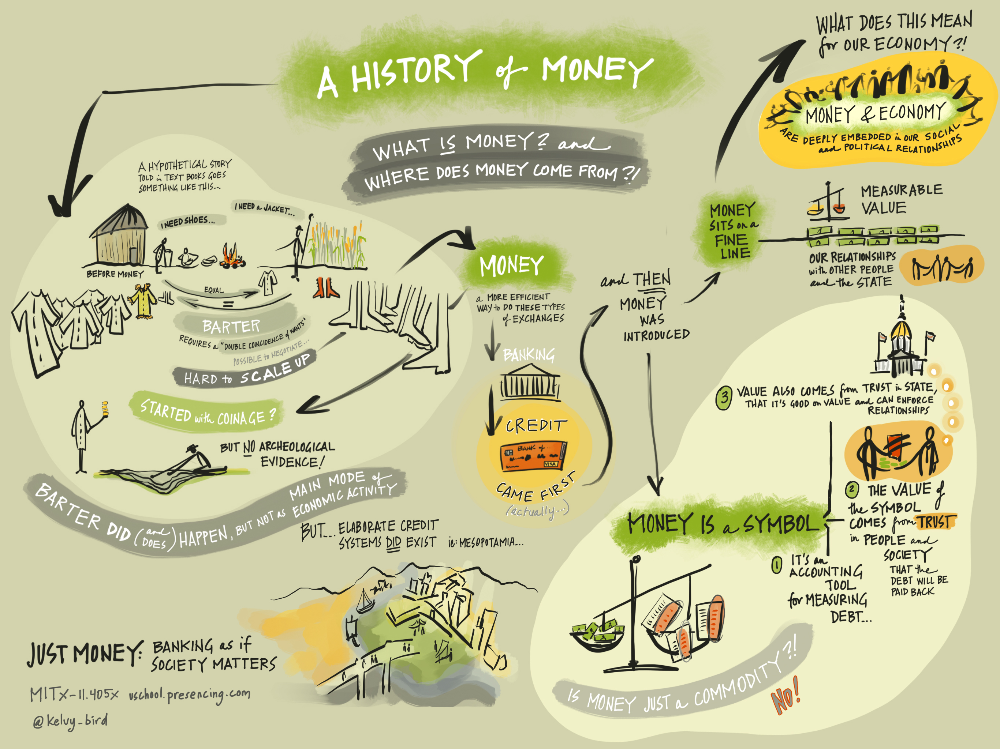 A HISTORY of MONEY
WHAT IS MONEY? and
WHERE DOES MONEY COME FROM?!
A HYPOTHETICAL STORY
TOLD in TEXT BOOKS GOES
SOMETHING LIKE THIS...
I NEED SHOES...
I NEED a JACKET...
BEFORE MONEY
EQUAL
=
BARTER
REQUIRES a "DOUBLE COINCIDENCE of WANTS"
POSSIBLE to NEGOTIATE...
HARD to SCALE UP
STARTED with COINAGE?
BUT NO ARCHEOLOGICAL
EVIDENCE!
BARTER DID (and DOES) HAPPEN, BUT NOT as MAIN MODE of
ECONOMIC ACTIVITY
BUT... ELABORATE CREDIT
SYSTEMS DID EXIST ie: MESOPOTAMIA...
MONEY
a MORE EFFICIENT
WAY to DO THESE TYPES
of EXCHANGES
BANKING
CREDIT
BANK of...
VISA
CAME FIRST
(actually...)
and THEN
MONEY
WAS
INTRODUCED
MONEY
SITS on a
FINE
LINE
MEASURABLE
VALUE
OUR RELATIONSHIPS
with OTHER PEOPLE
and the STATE
WHAT DOES THIS MEAN
for OUR ECONOMY?!
MONEY & ECONOMY
ARE DEEPLY EMBEDDED in OUR SOCIAL
and POLITICAL RELATIONSHIPS
MONEY IS a SYMBOL
1 IT'S an
ACCOUNTING
TOOL
for MEASURING
DEBT...
2 THE VALUE of
the SYMBOL
COMES from TRUST
in PEOPLE and
SOCIETY
THAT the
DEBT WILL BE
PAID BACK
3 VALUE ALSO COMES from TRUST in STATE,
THAT IT'S GOOD on VALUE and CAN ENFORCE
RELATIONSHIPS
IS MONEY JUST a COMMODITY?!
NO!
JUST MONEY: BANKING as if
SOCIETY MATTERS
MITx-11.405x uschool.presencing.com
@kelvy_bird